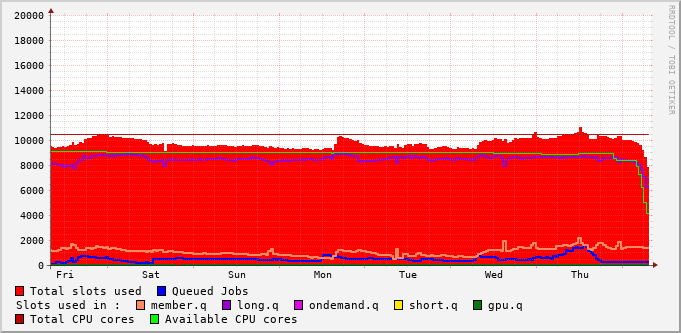 RRDTOOL / TOBI OETIKER
20000
18000
16000
14000
12000
10000
8000
6000
4000
2000
0
Fri Sat Sun Mon Tue Wed Thu
Total slots used Queued Jobs
Slots used in : member.q long.q ondemand.q short.q gpu.q
Total CPU cores Available CPU cores